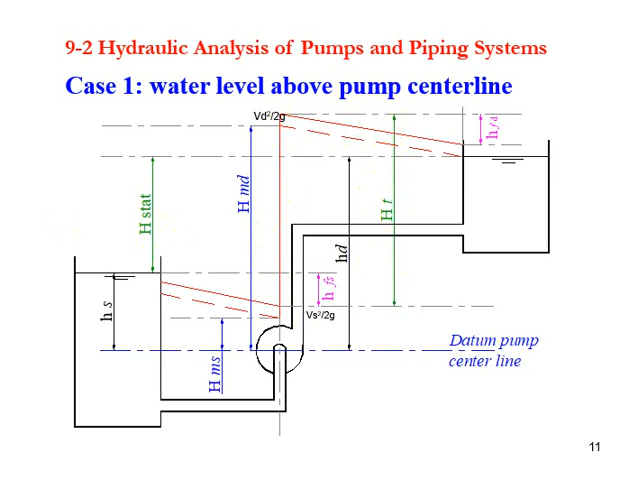 9-2 Hydraulic Analysis of Pumps and Piping Systems
Case 1: water level above pump centerline
Vd²/2g
h f d
H stat
H md
H t
hd
h s
h fs
Vs²/2g
H ms
Datum pump
center line
11